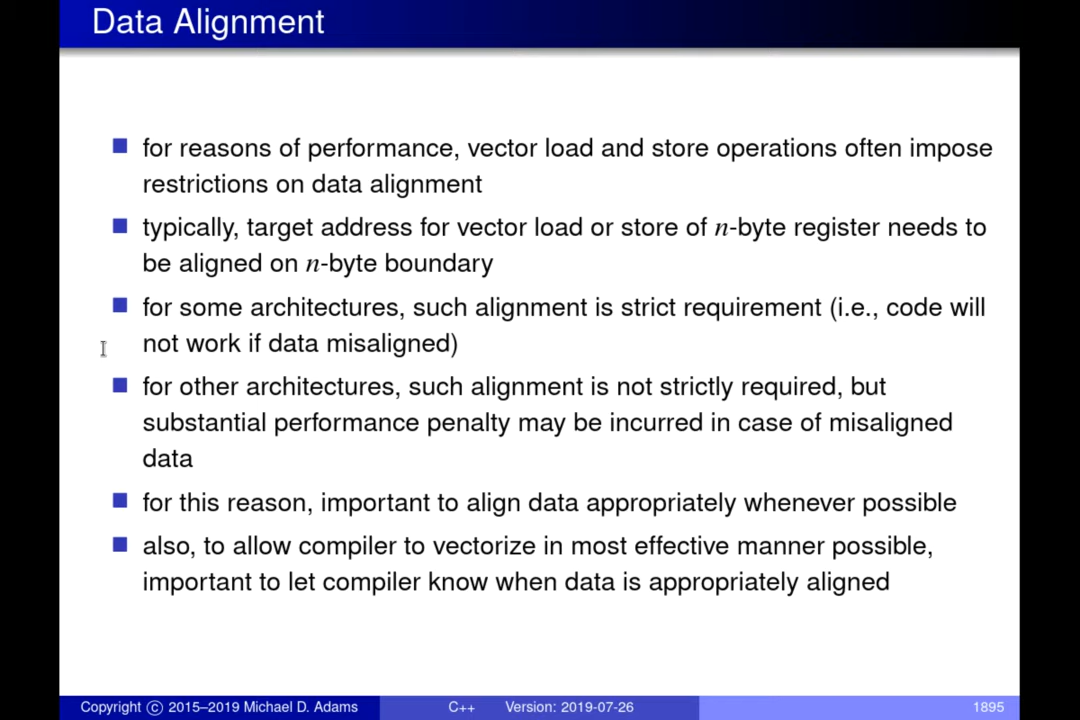 Data Alignment
for reasons of performance, vector load and store operations often impose
restrictions on data alignment
typically, target address for vector load or store of n-byte register needs to
be aligned on n-byte boundary
for some architectures, such alignment is strict requirement (i.e., code will
not work if data misaligned)
for other architectures, such alignment is not strictly required, but
substantial performance penalty may be incurred in case of misaligned
data
for this reason, important to align data appropriately whenever possible
also, to allow compiler to vectorize in most effective manner possible,
important to let compiler know when data is appropriately aligned
Copyright © 2015–2019 Michael D. Adams C++ Version: 2019-07-26 1895